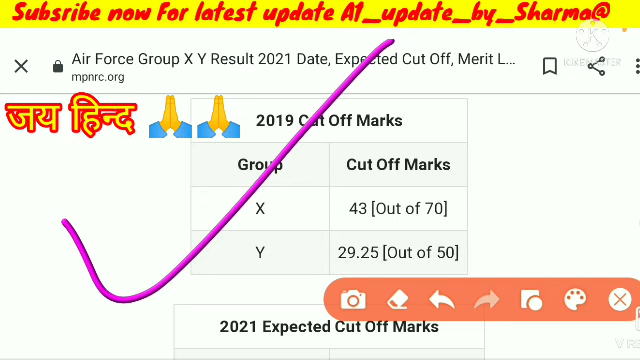 Subsribe now For latest update A1_update_by_Sharma@
Air Force Group X Y Result 2021 Date, Expected Cut Off, Merit L...
mpnrc.org
KINEMASTER
जय हिन्द 🙏🙏
2019 Cut Off Marks
Group Cut Off Marks
X 43 [Out of 70]
Y 29.25 [Out of 50]
2021 Expected Cut Off Marks